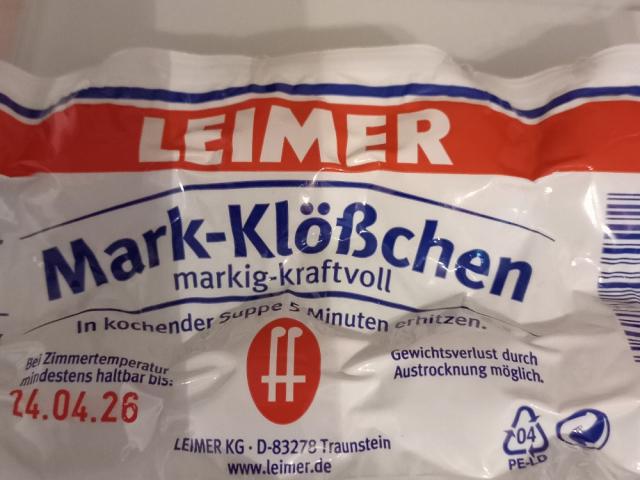 LEIMER
Mark-Klößchen
markig-kraftvoll
In kochender Suppe 5 Minuten erhitzen.
Bei Zimmertemperatur
mindestens haltbar bis:
24.04.26
Gewichtsverlust durch
Austrocknung möglich.
ff
LEIMER KG · D-83278 Traunstein
www.leimer.de
04
PE-LD